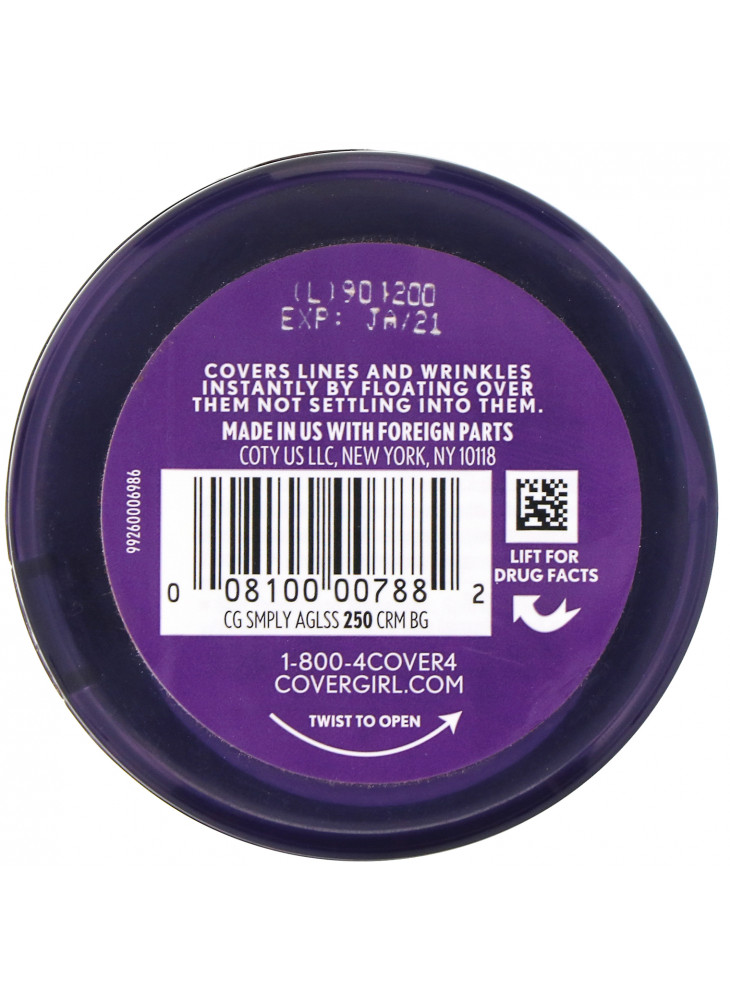 (L)901200
EXP: JA/21
COVERS LINES AND WRINKLES
INSTANTLY BY FLOATING OVER
THEM NOT SETTLING INTO THEM.
MADE IN US WITH FOREIGN PARTS
COTY US LLC, NEW YORK, NY 10118
99260006986
0 08100 00788 2
CG SMPLY AGLSS 250 CRM BG
LIFT FOR
DRUG FACTS
1-800-4COVER4
COVERGIRL.COM
TWIST TO OPEN